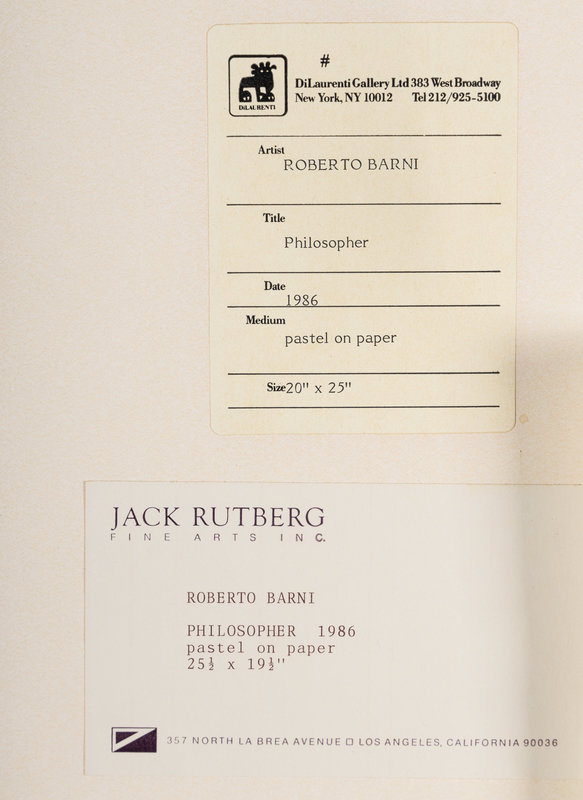 #
DiLaurenti Gallery Ltd 383 West Broadway
New York, NY 10012 Tel 212/925-5100
DiLAURENTI
Artist
ROBERTO BARNI
Title
Philosopher
Date
1986
Medium
pastel on paper
Size 20" x 25"
JACK RUTBERG
FINE ARTS INC.
ROBERTO BARNI
PHILOSOPHER 1986
pastel on paper
25½ x 19½"
357 NORTH LA BREA AVENUE □ LOS ANGELES, CALIFORNIA 90036